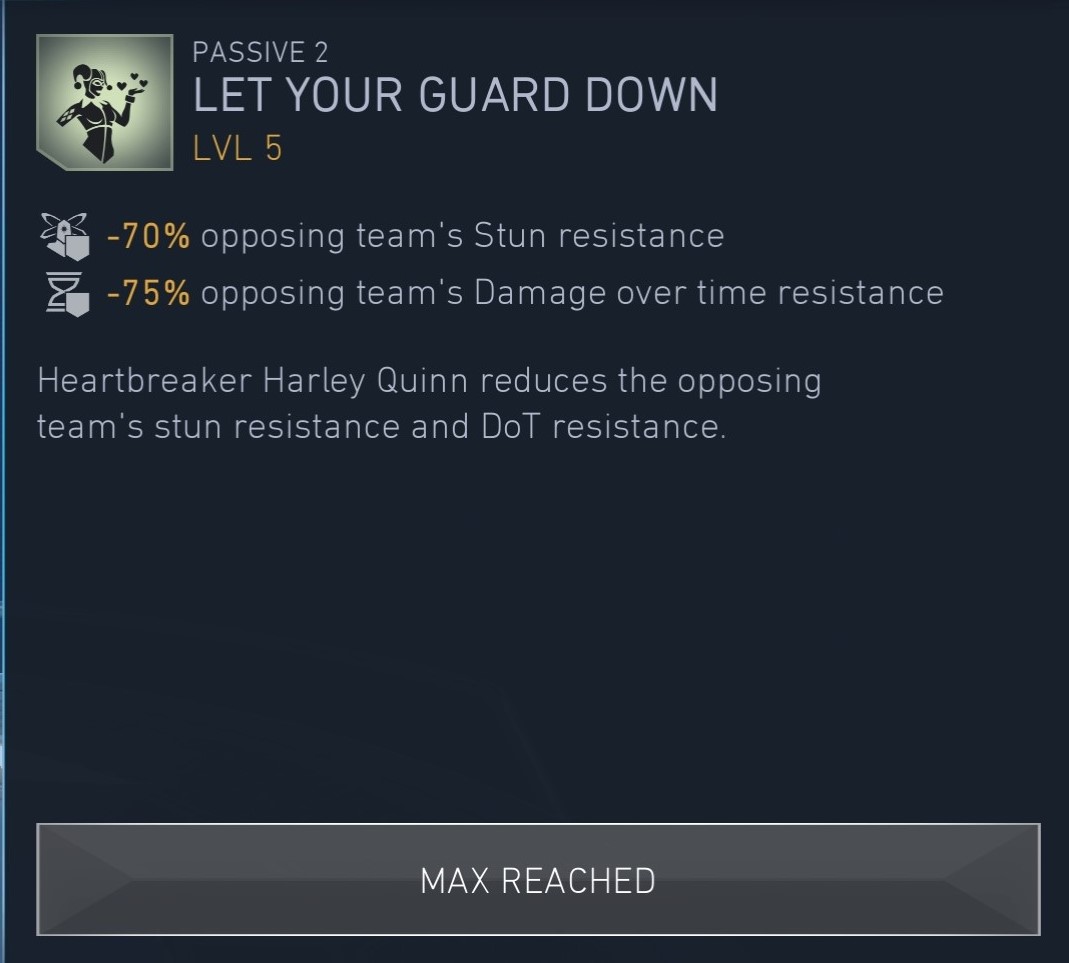 PASSIVE 2
LET YOUR GUARD DOWN
LVL 5
-70% opposing team's Stun resistance
-75% opposing team's Damage over time resistance
Heartbreaker Harley Quinn reduces the opposing
team's stun resistance and DoT resistance.
MAX REACHED